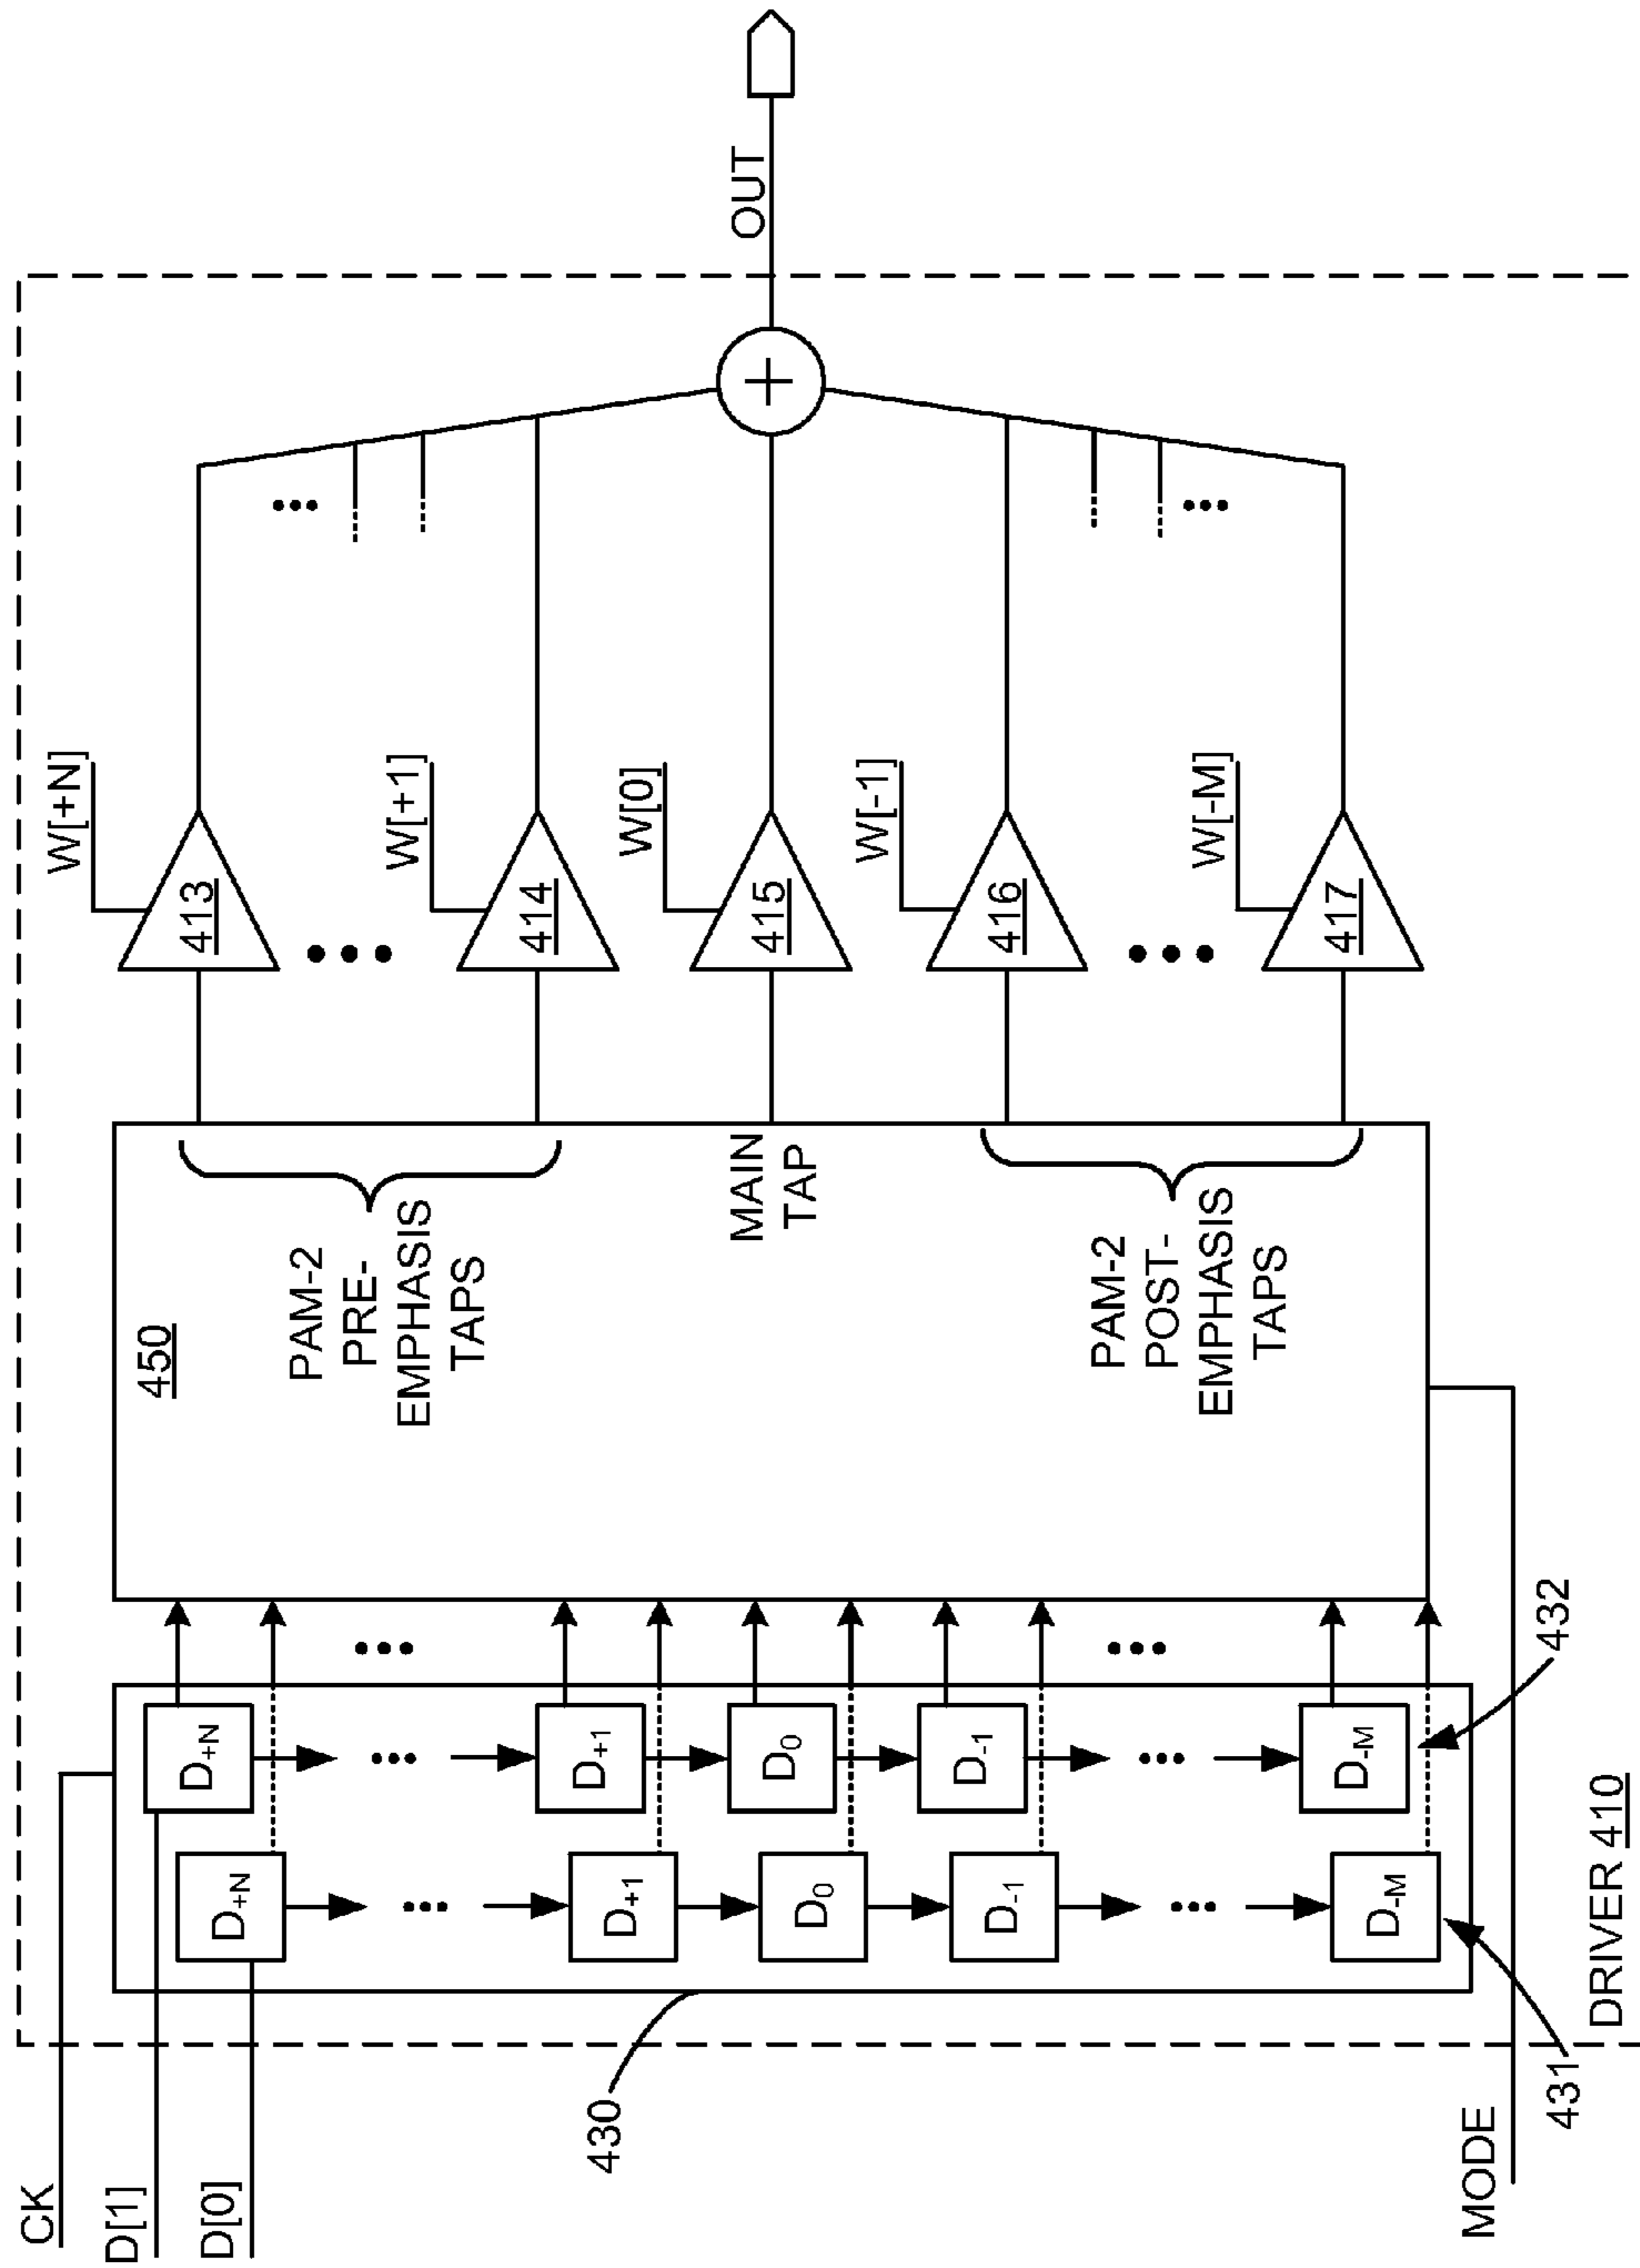 CK
D[1]
D[0]
D+N
•••
D+1
D0
D-1
•••
D-M
D+N
•••
D+1
D0
D-1
•••
D-M
430
431
432
MODE
DRIVER 410
•••
•••
450
PAM-2
PRE-
EMPHASIS
TAPS
MAIN
TAP
PAM-2
POST-
EMPHASIS
TAPS
W[+N]
413
•••
W[+1]
414
W[0]
415
W[-1]
416
•••
W[-M]
417
•••
•••
+
OUT